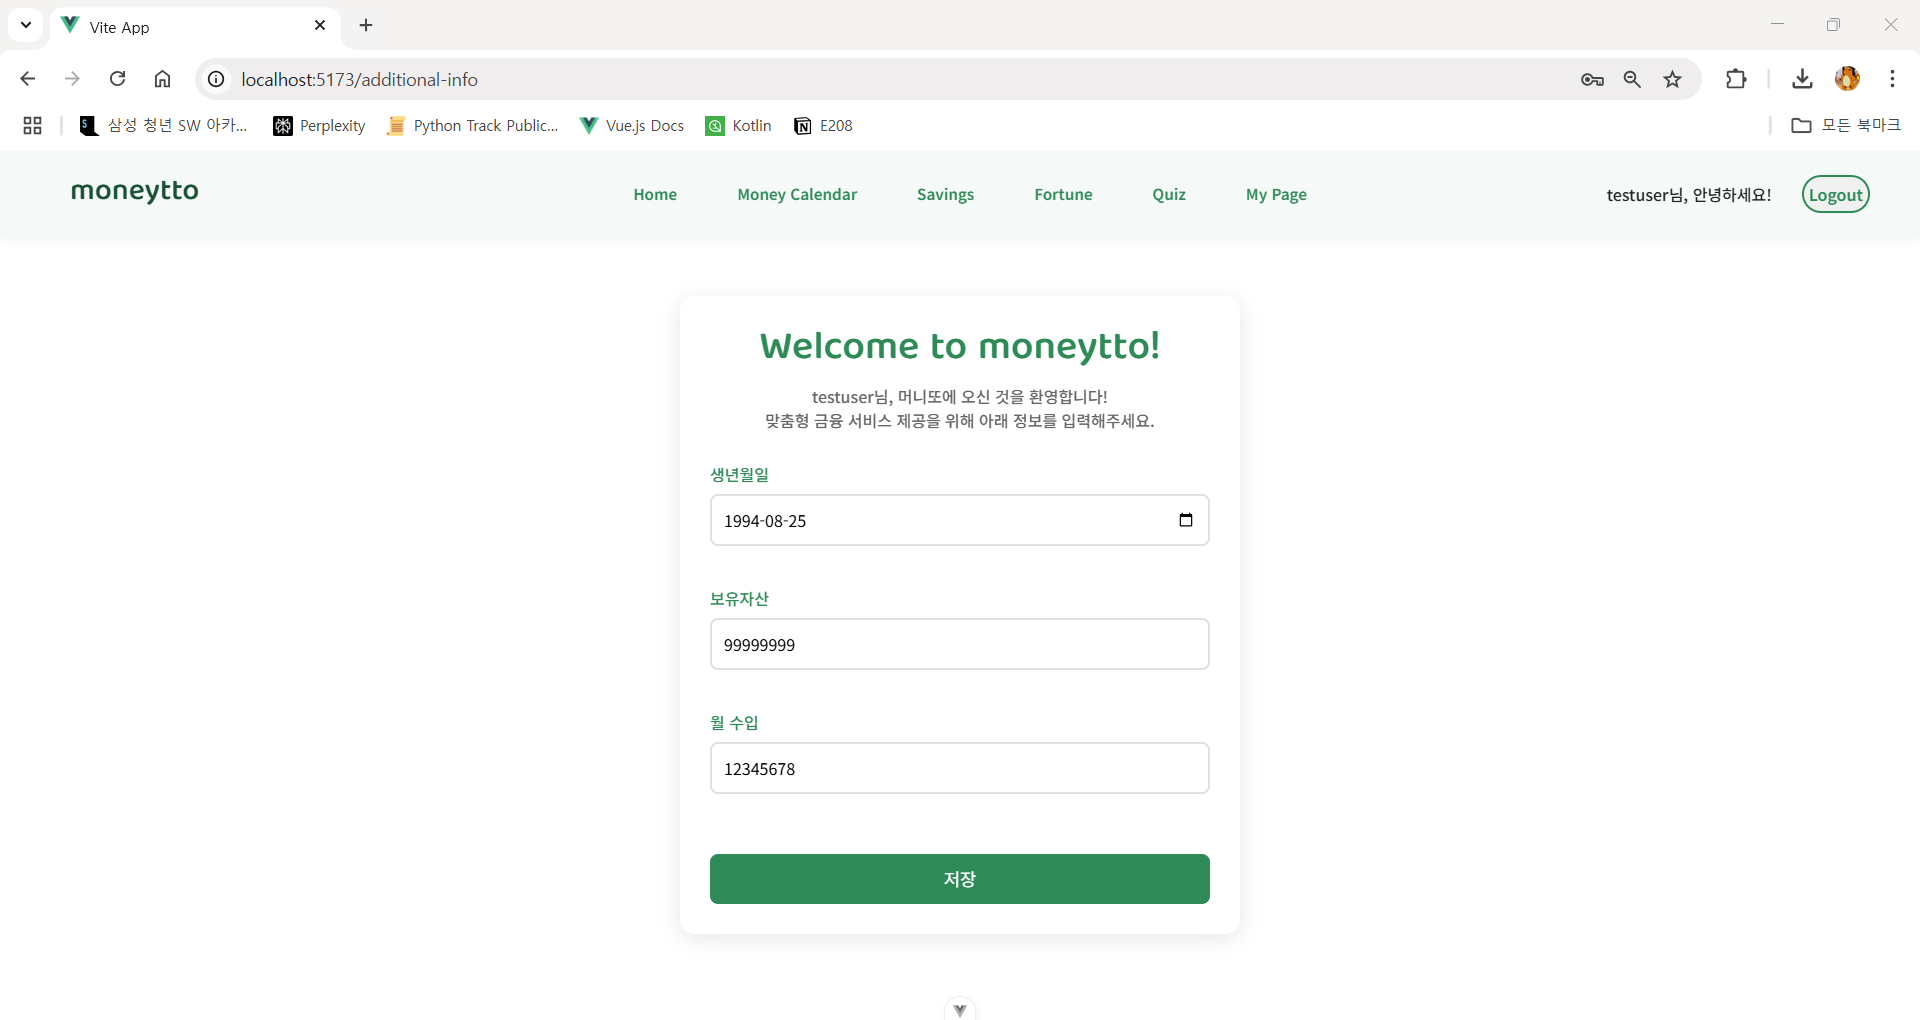 Vite App
localhost:5173/additional-info
삼성 청년 SW 아카... Perplexity Python Track Public... Vue.js Docs Kotlin E208 모든 북마크
moneytto Home Money Calendar Savings Fortune Quiz My Page testuser님, 안녕하세요! Logout
Welcome to moneytto!
testuser님, 머니또에 오신 것을 환영합니다!
맞춤형 금융 서비스 제공을 위해 아래 정보를 입력해주세요.
생년월일
1994-08-25
보유자산
99999999
월 수입
12345678
저장